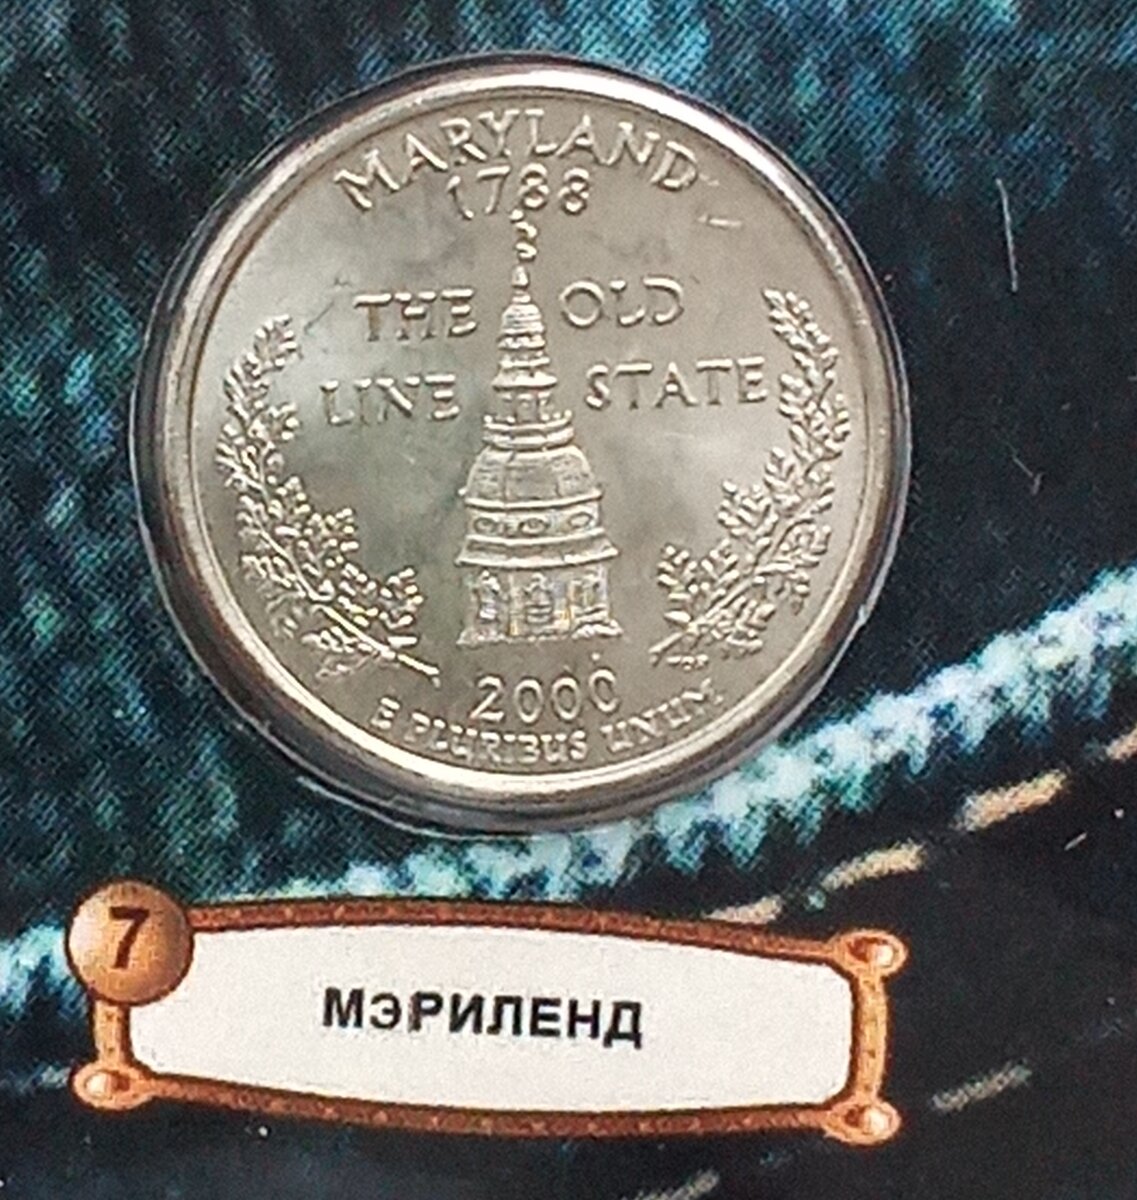 MARYLAND
1788
THE OLD
LINE STATE
2000
E PLURIBUS UNUM
7
МЭРИЛЕНД